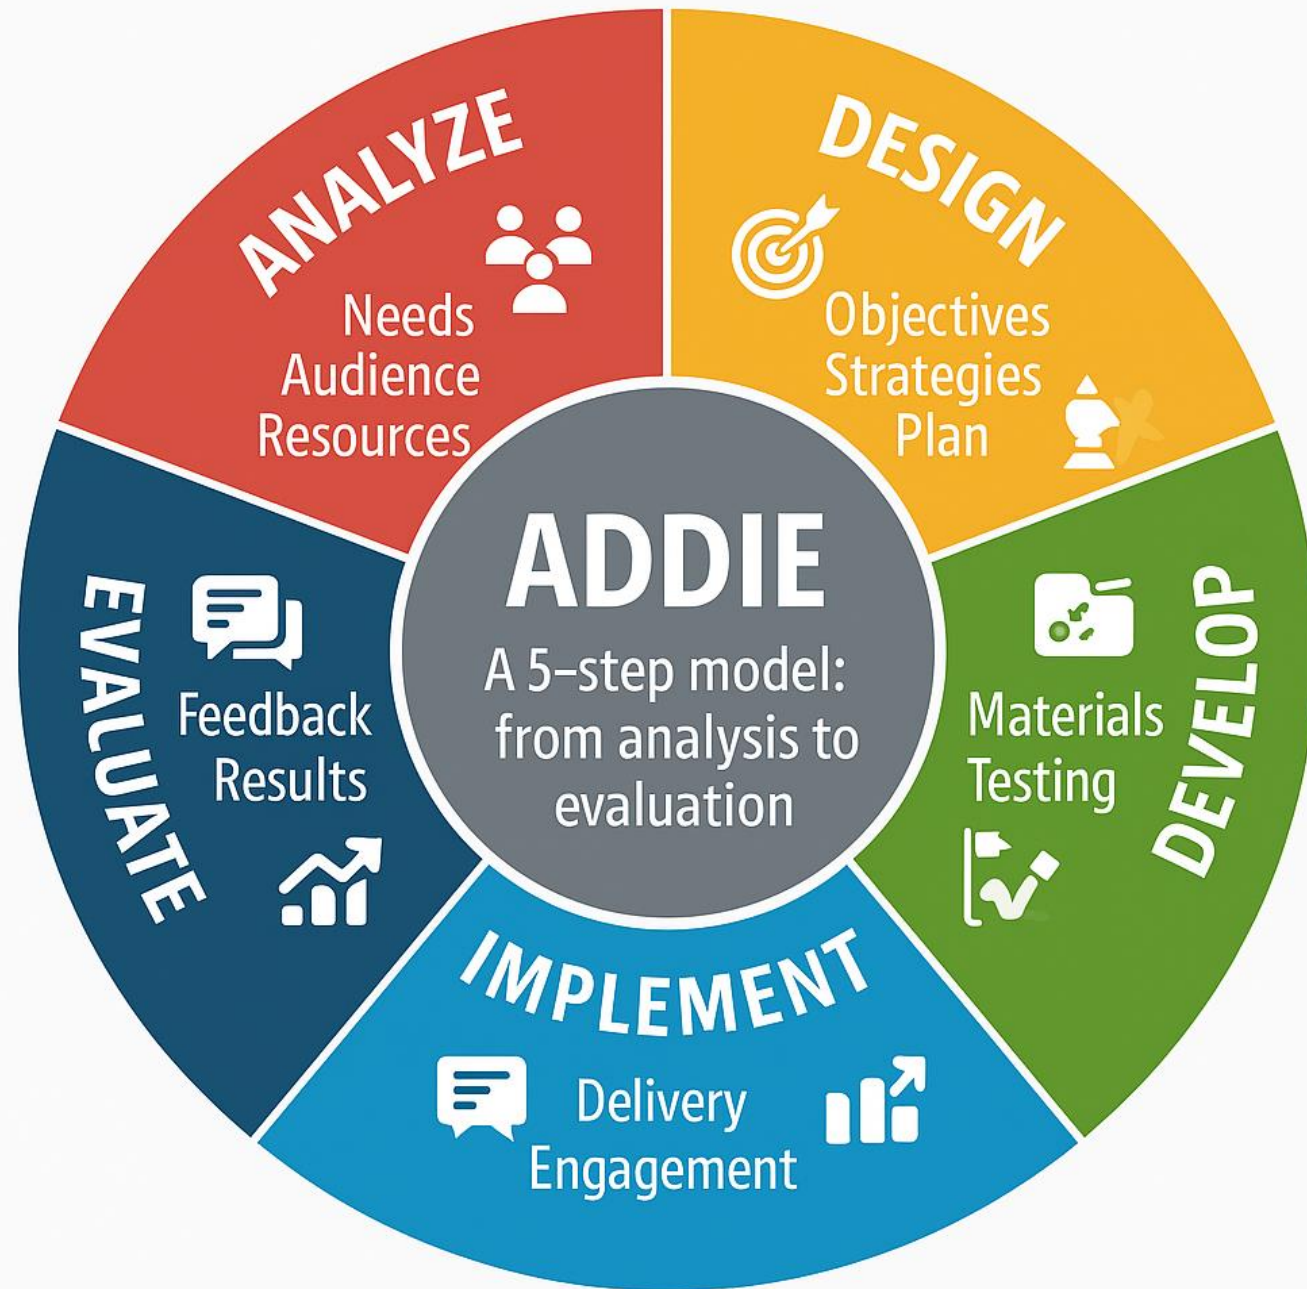 ANALYZE
Needs
Audience
Resources
DESIGN
Objectives
Strategies
Plan
DEVELOP
Materials
Testing
IMPLEMENT
Delivery
Engagement
EVALUATE
Feedback
Results
ADDIE
A 5-step model:
from analysis to
evaluation